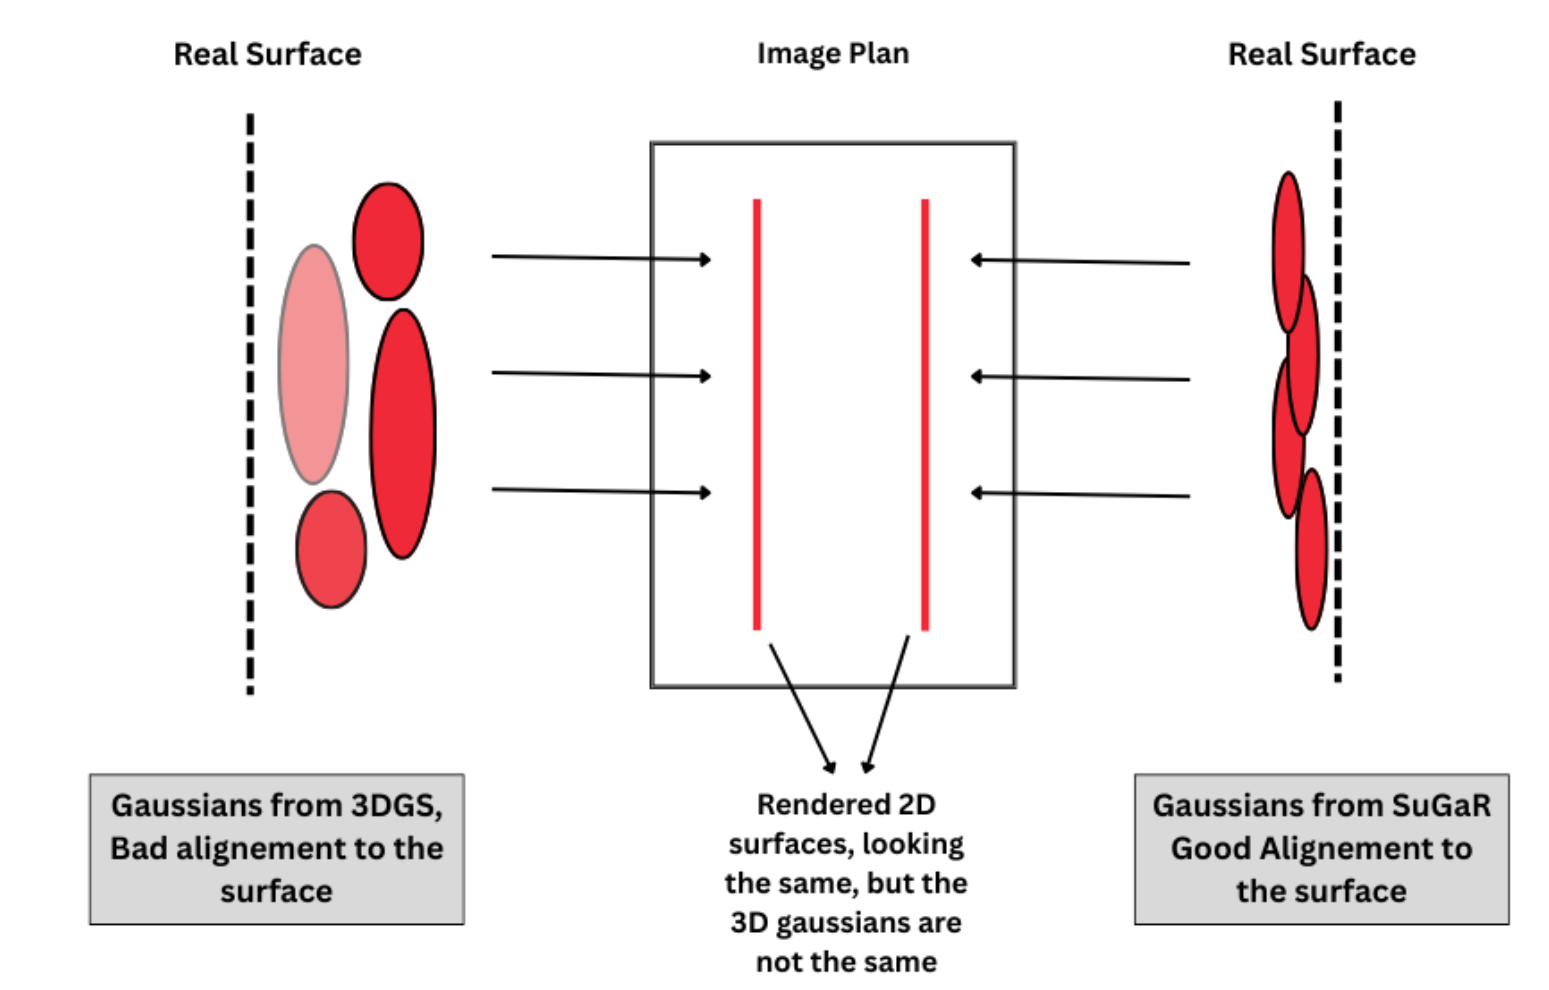 Real Surface
Image Plan
Real Surface
Gaussians from 3DGS,
Bad alignement to the
surface
Rendered 2D
surfaces, looking
the same, but the
3D gaussians are
not the same
Gaussians from SuGaR
Good Alignement to
the surface